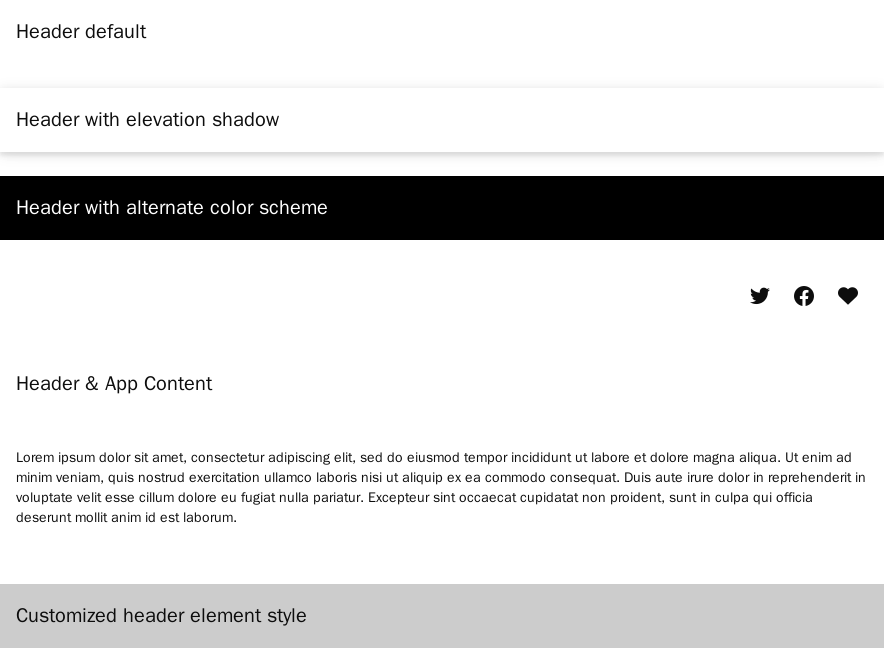 Header default
Header with elevation shadow
Header with alternate color scheme
Header & App Content
Lorem ipsum dolor sit amet, consectetur adipiscing elit, sed do eiusmod tempor incididunt ut labore et dolore magna aliqua. Ut enim ad
minim veniam, quis nostrud exercitation ullamco laboris nisi ut aliquip ex ea commodo consequat. Duis aute irure dolor in reprehenderit in
voluptate velit esse cillum dolore eu fugiat nulla pariatur. Excepteur sint occaecat cupidatat non proident, sunt in culpa qui officia
deserunt mollit anim id est laborum.
Customized header element style